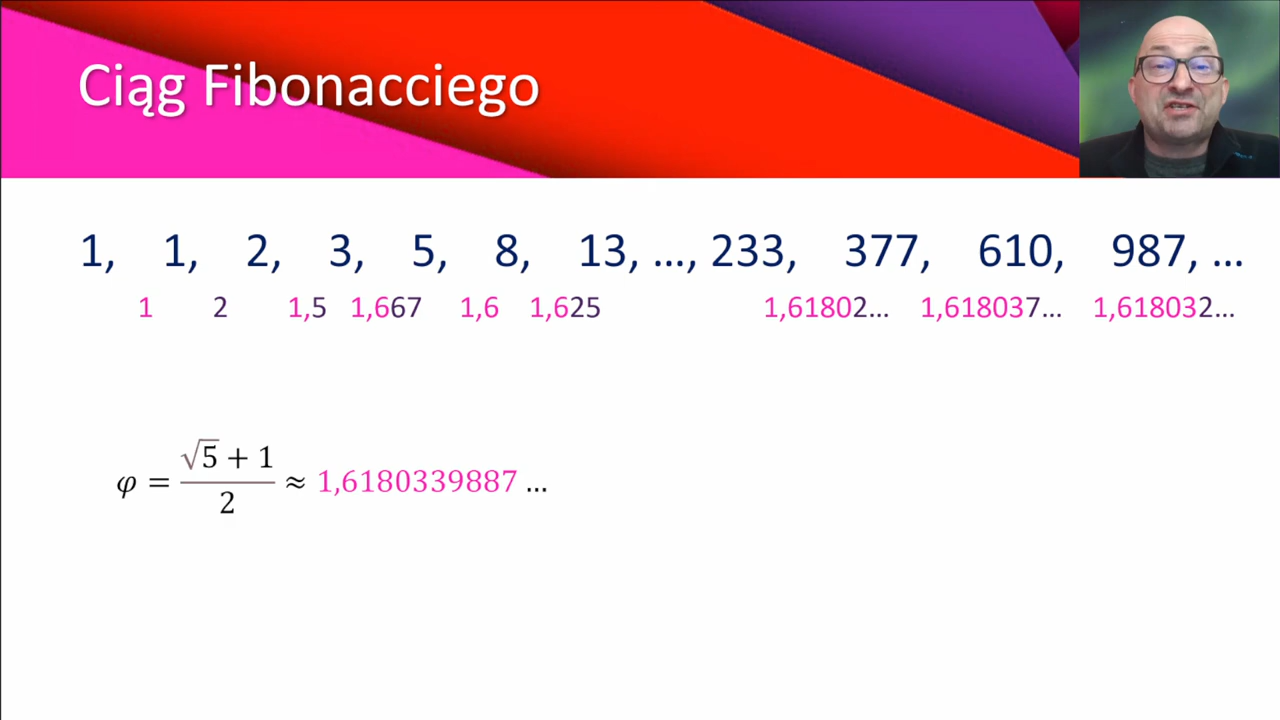 Ciąg Fibonacciego
1, 1, 2, 3, 5, 8, 13, …, 233, 377, 610, 987, …
1 2 1,5 1,667 1,6 1,625 1,61802… 1,618037… 1,618032…
φ = (√5 + 1) / 2 ≈ 1,6180339887 …